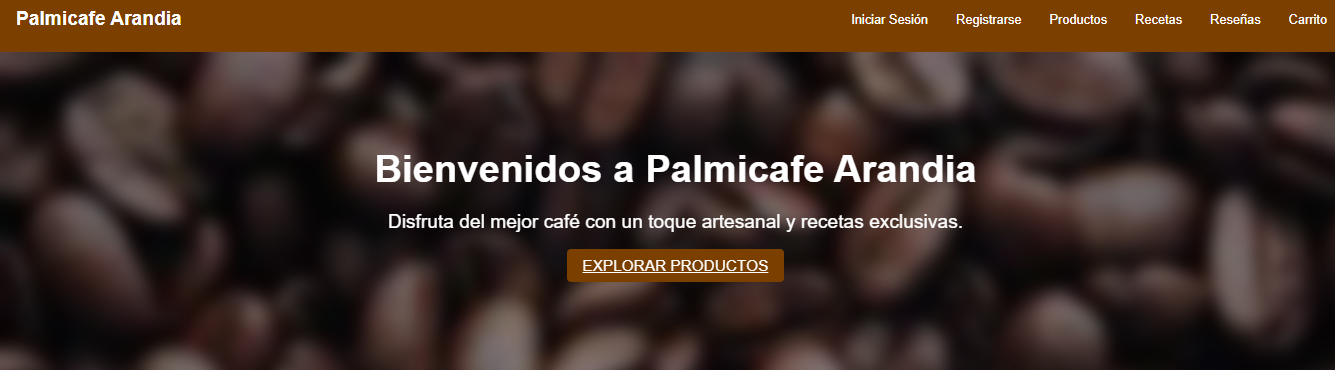 Palmicafe Arandia
Iniciar Sesión Registrarse Productos Recetas Reseñas Carrito
Bienvenidos a Palmicafe Arandia
Disfruta del mejor café con un toque artesanal y recetas exclusivas.
EXPLORAR PRODUCTOS